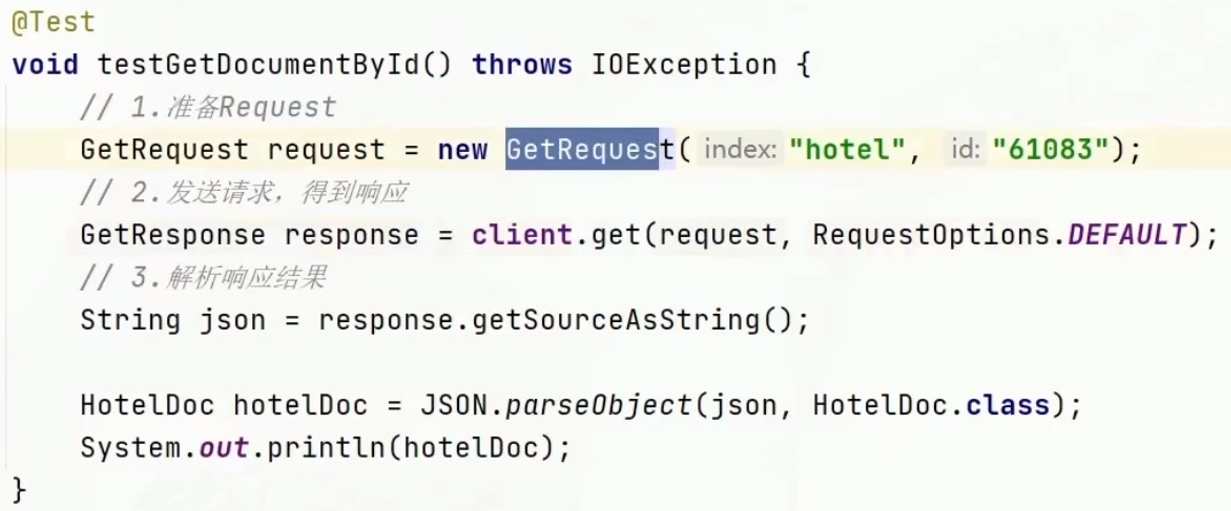 @Test
void testGetDocumentById() throws IOException {
// 1.准备Request
GetRequest request = new GetRequest( index: "hotel", id: "61083");
// 2.发送请求，得到响应
GetResponse response = client.get(request, RequestOptions.DEFAULT);
// 3.解析响应结果
String json = response.getSourceAsString();
HotelDoc hotelDoc = JSON.parseObject(json, HotelDoc.class);
System.out.println(hotelDoc);
}